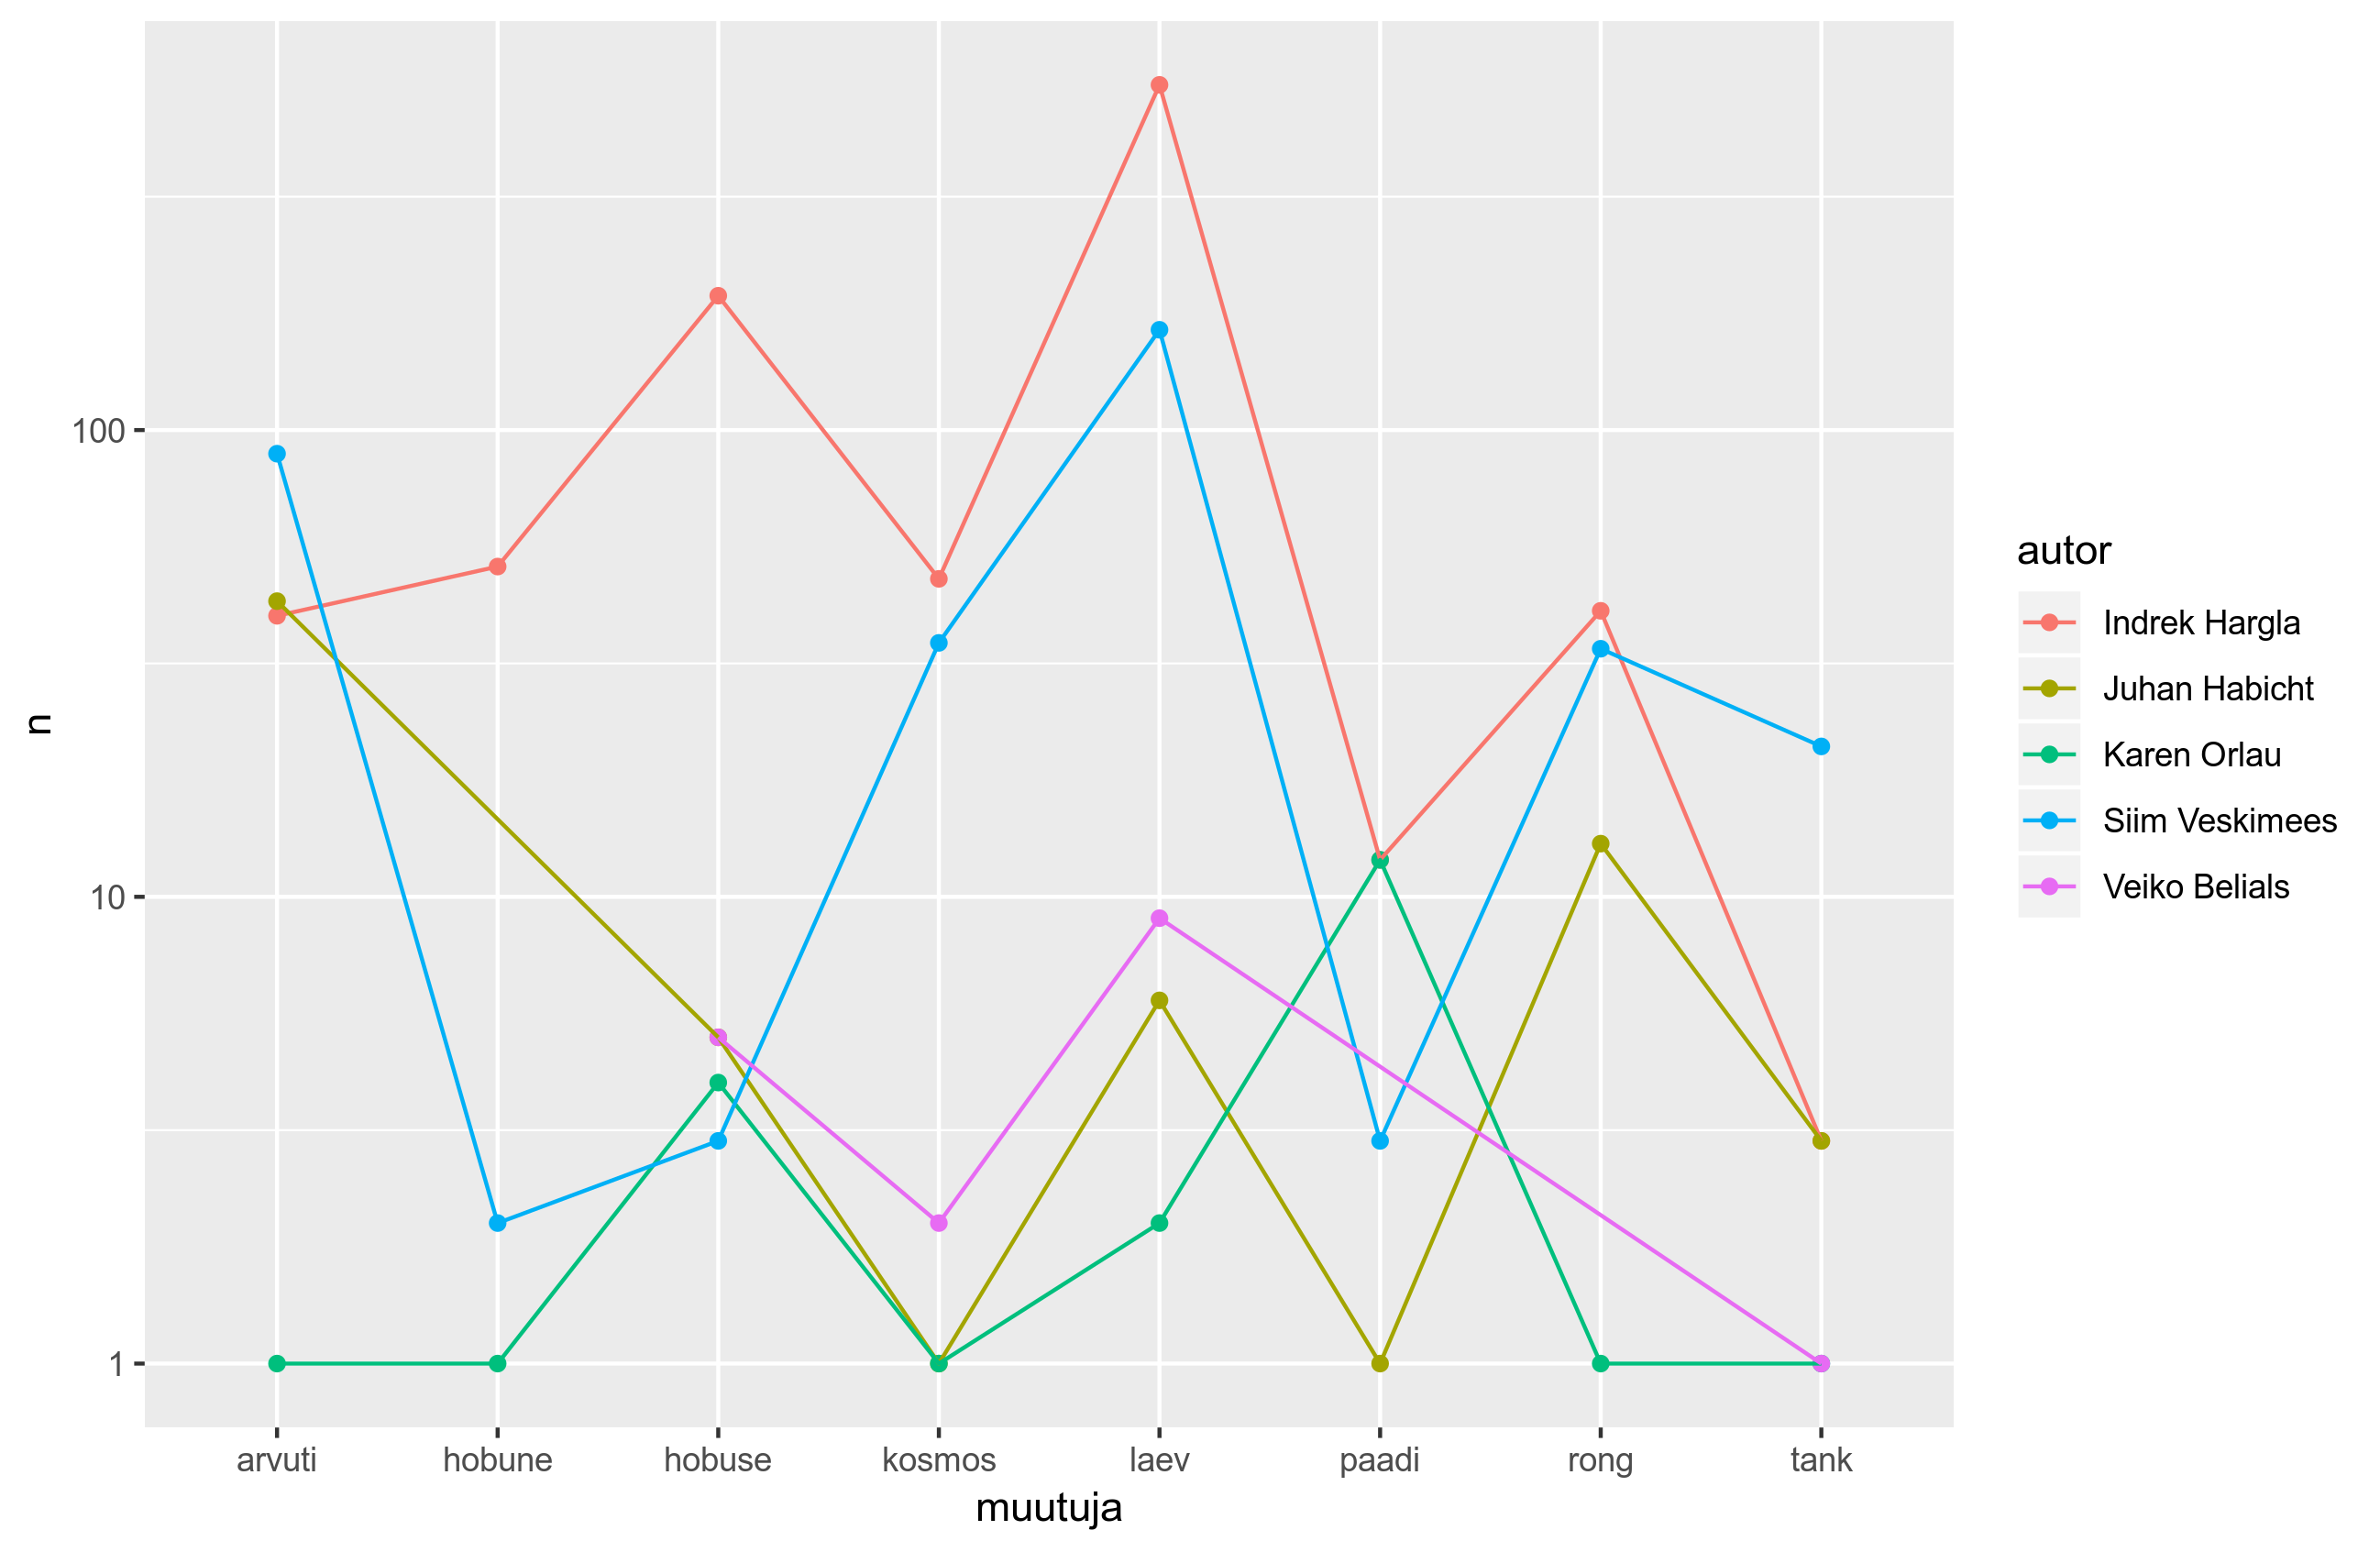 n
100
10
1
arvuti hobune hobuse kosmos laev paadi rong tank
muutuja
autor
Indrek Hargla
Juhan Habicht
Karen Orlau
Siim Veskimees
Veiko Belials